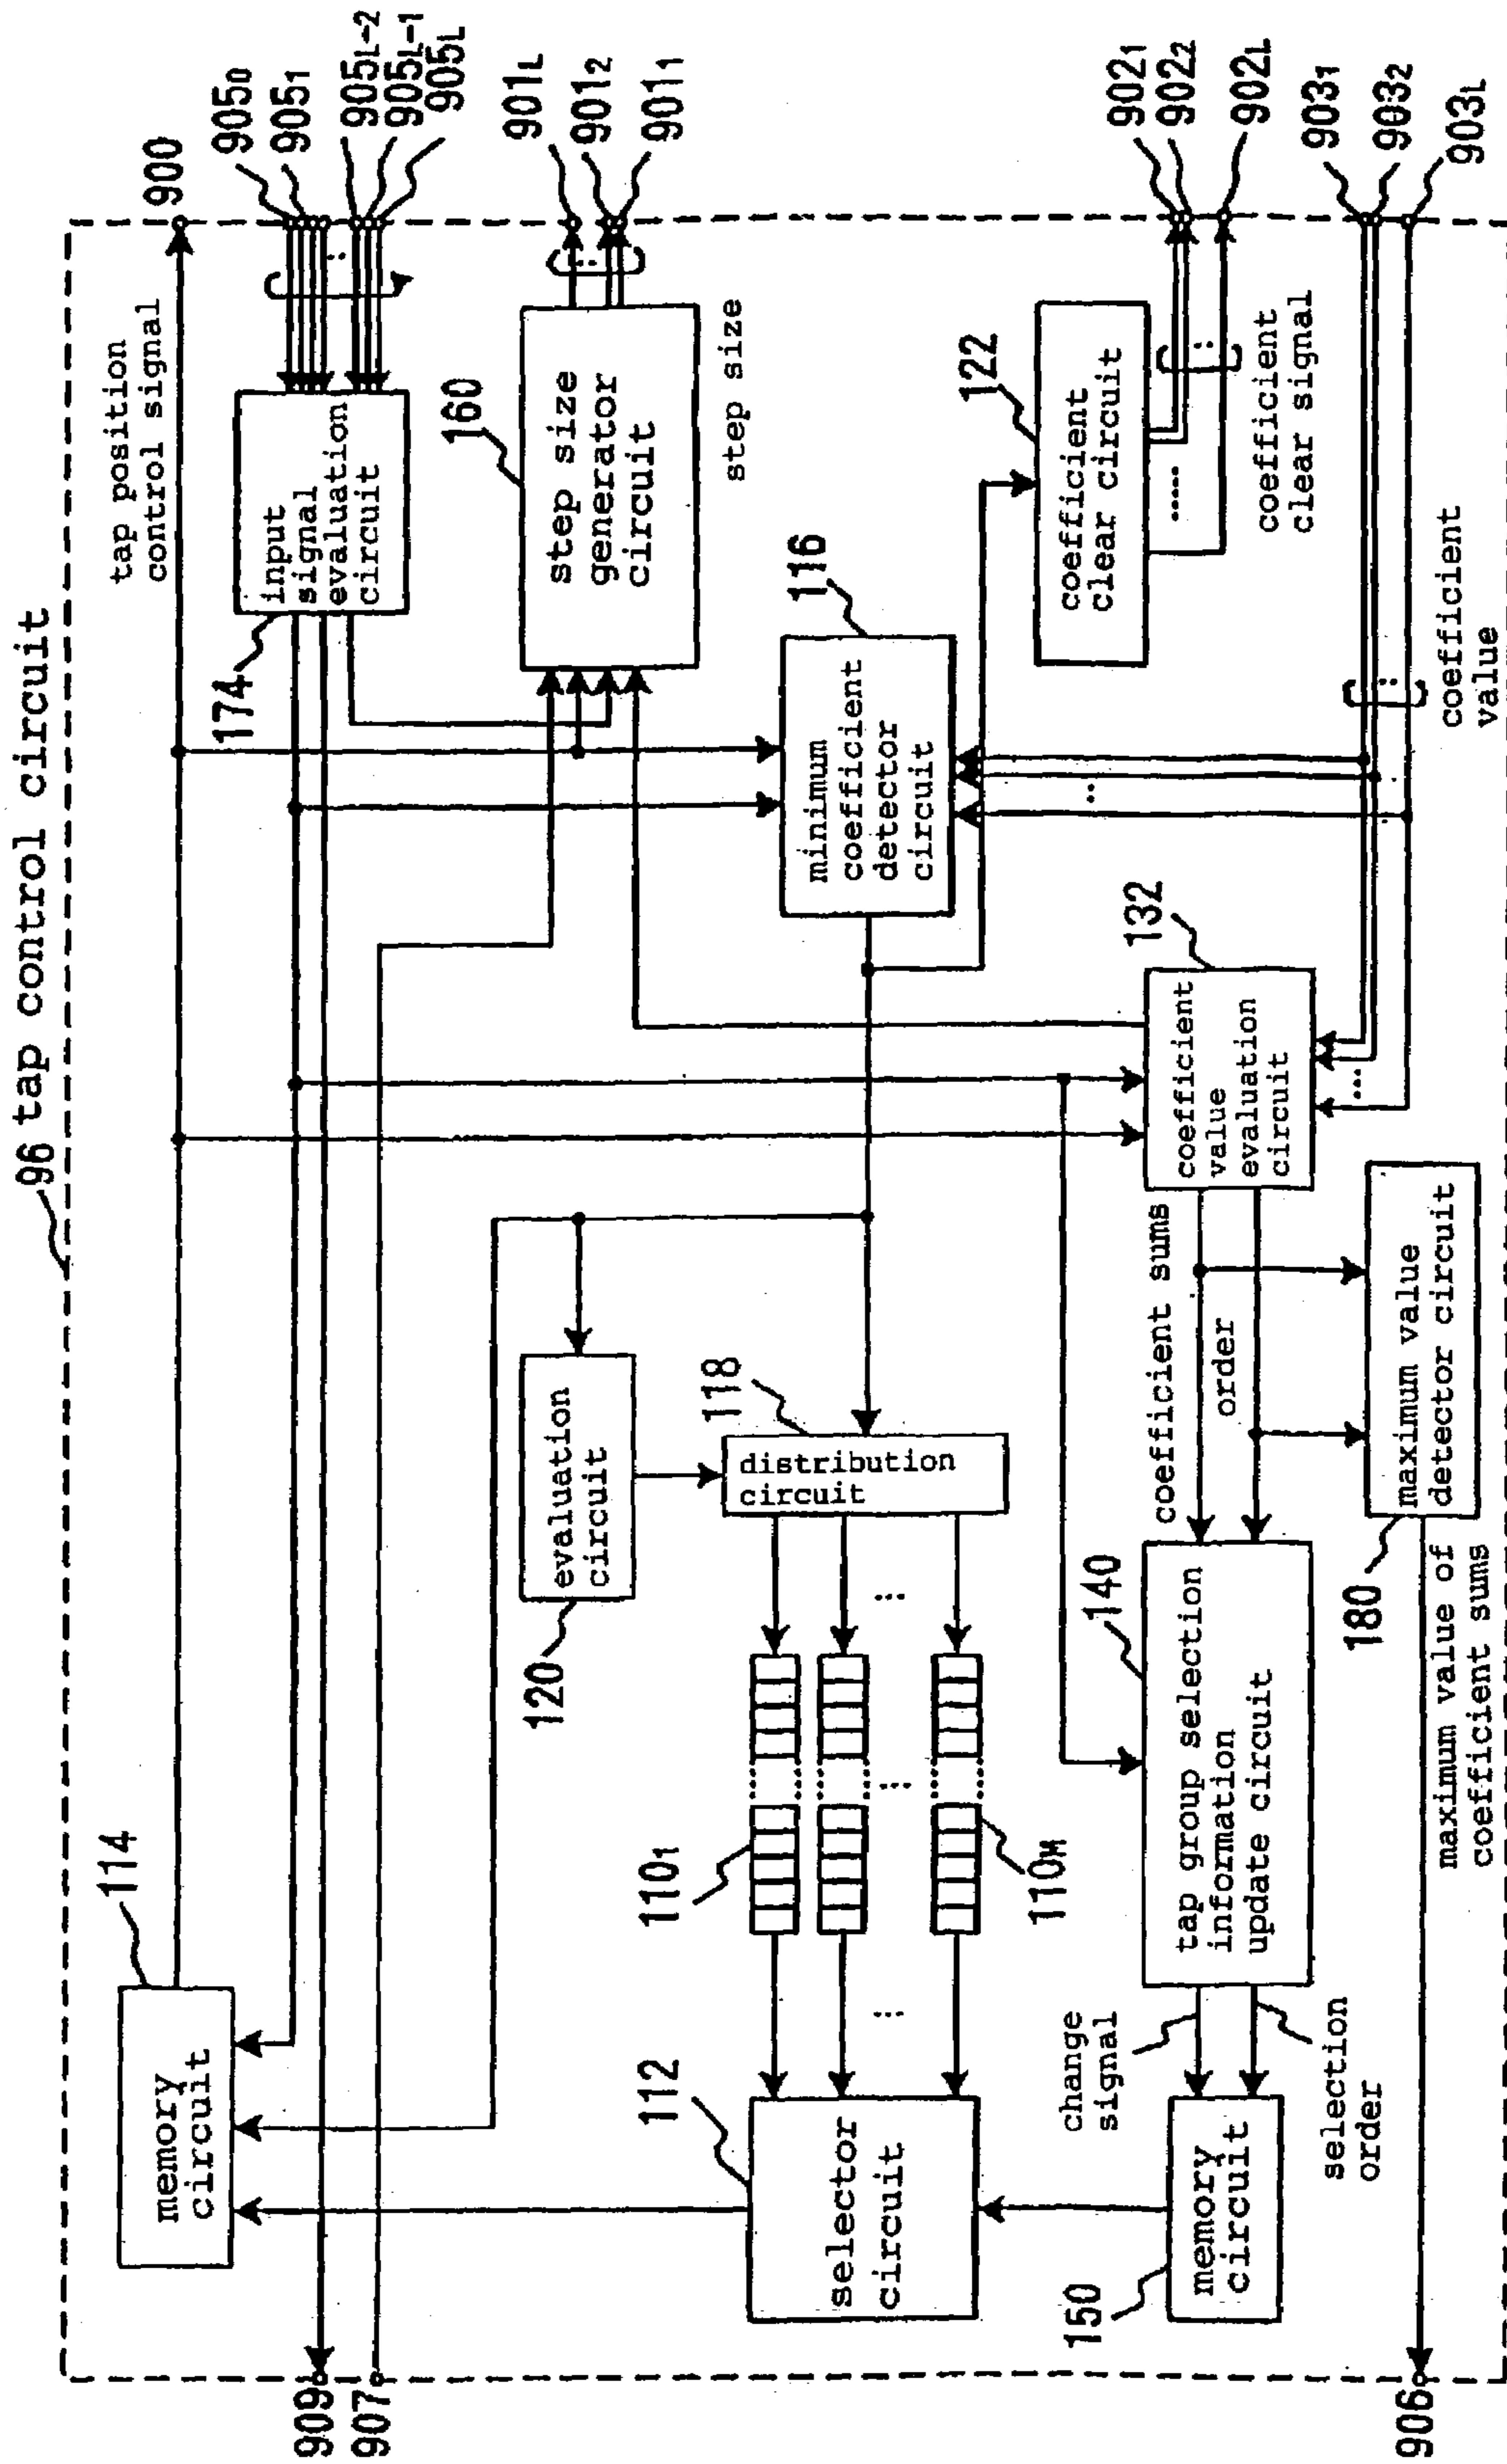 96 tap control circuit
tap position
control signal
900
905₀
905₁
905L-2
905L-1
905L
174
input
signal
evaluation
circuit
160
step size
generator
circuit
step size
901L
901₂
901₁
116
minimum
coefficient
detector
circuit
122
coefficient
clear circuit
coefficient
clear signal
902₁
902₂
902L
903₁
903₂
903L
coefficient
value
132
coefficient
value
evaluation
circuit
coefficient sums
order
114
memory
circuit
120
evaluation
circuit
118
distribution
circuit
110₁
110M
112
selector
circuit
140
tap group selection
information
update circuit
change
signal
selection
order
150
memory
circuit
180
maximum value
detector circuit
maximum value of
coefficient sums
909
907
906